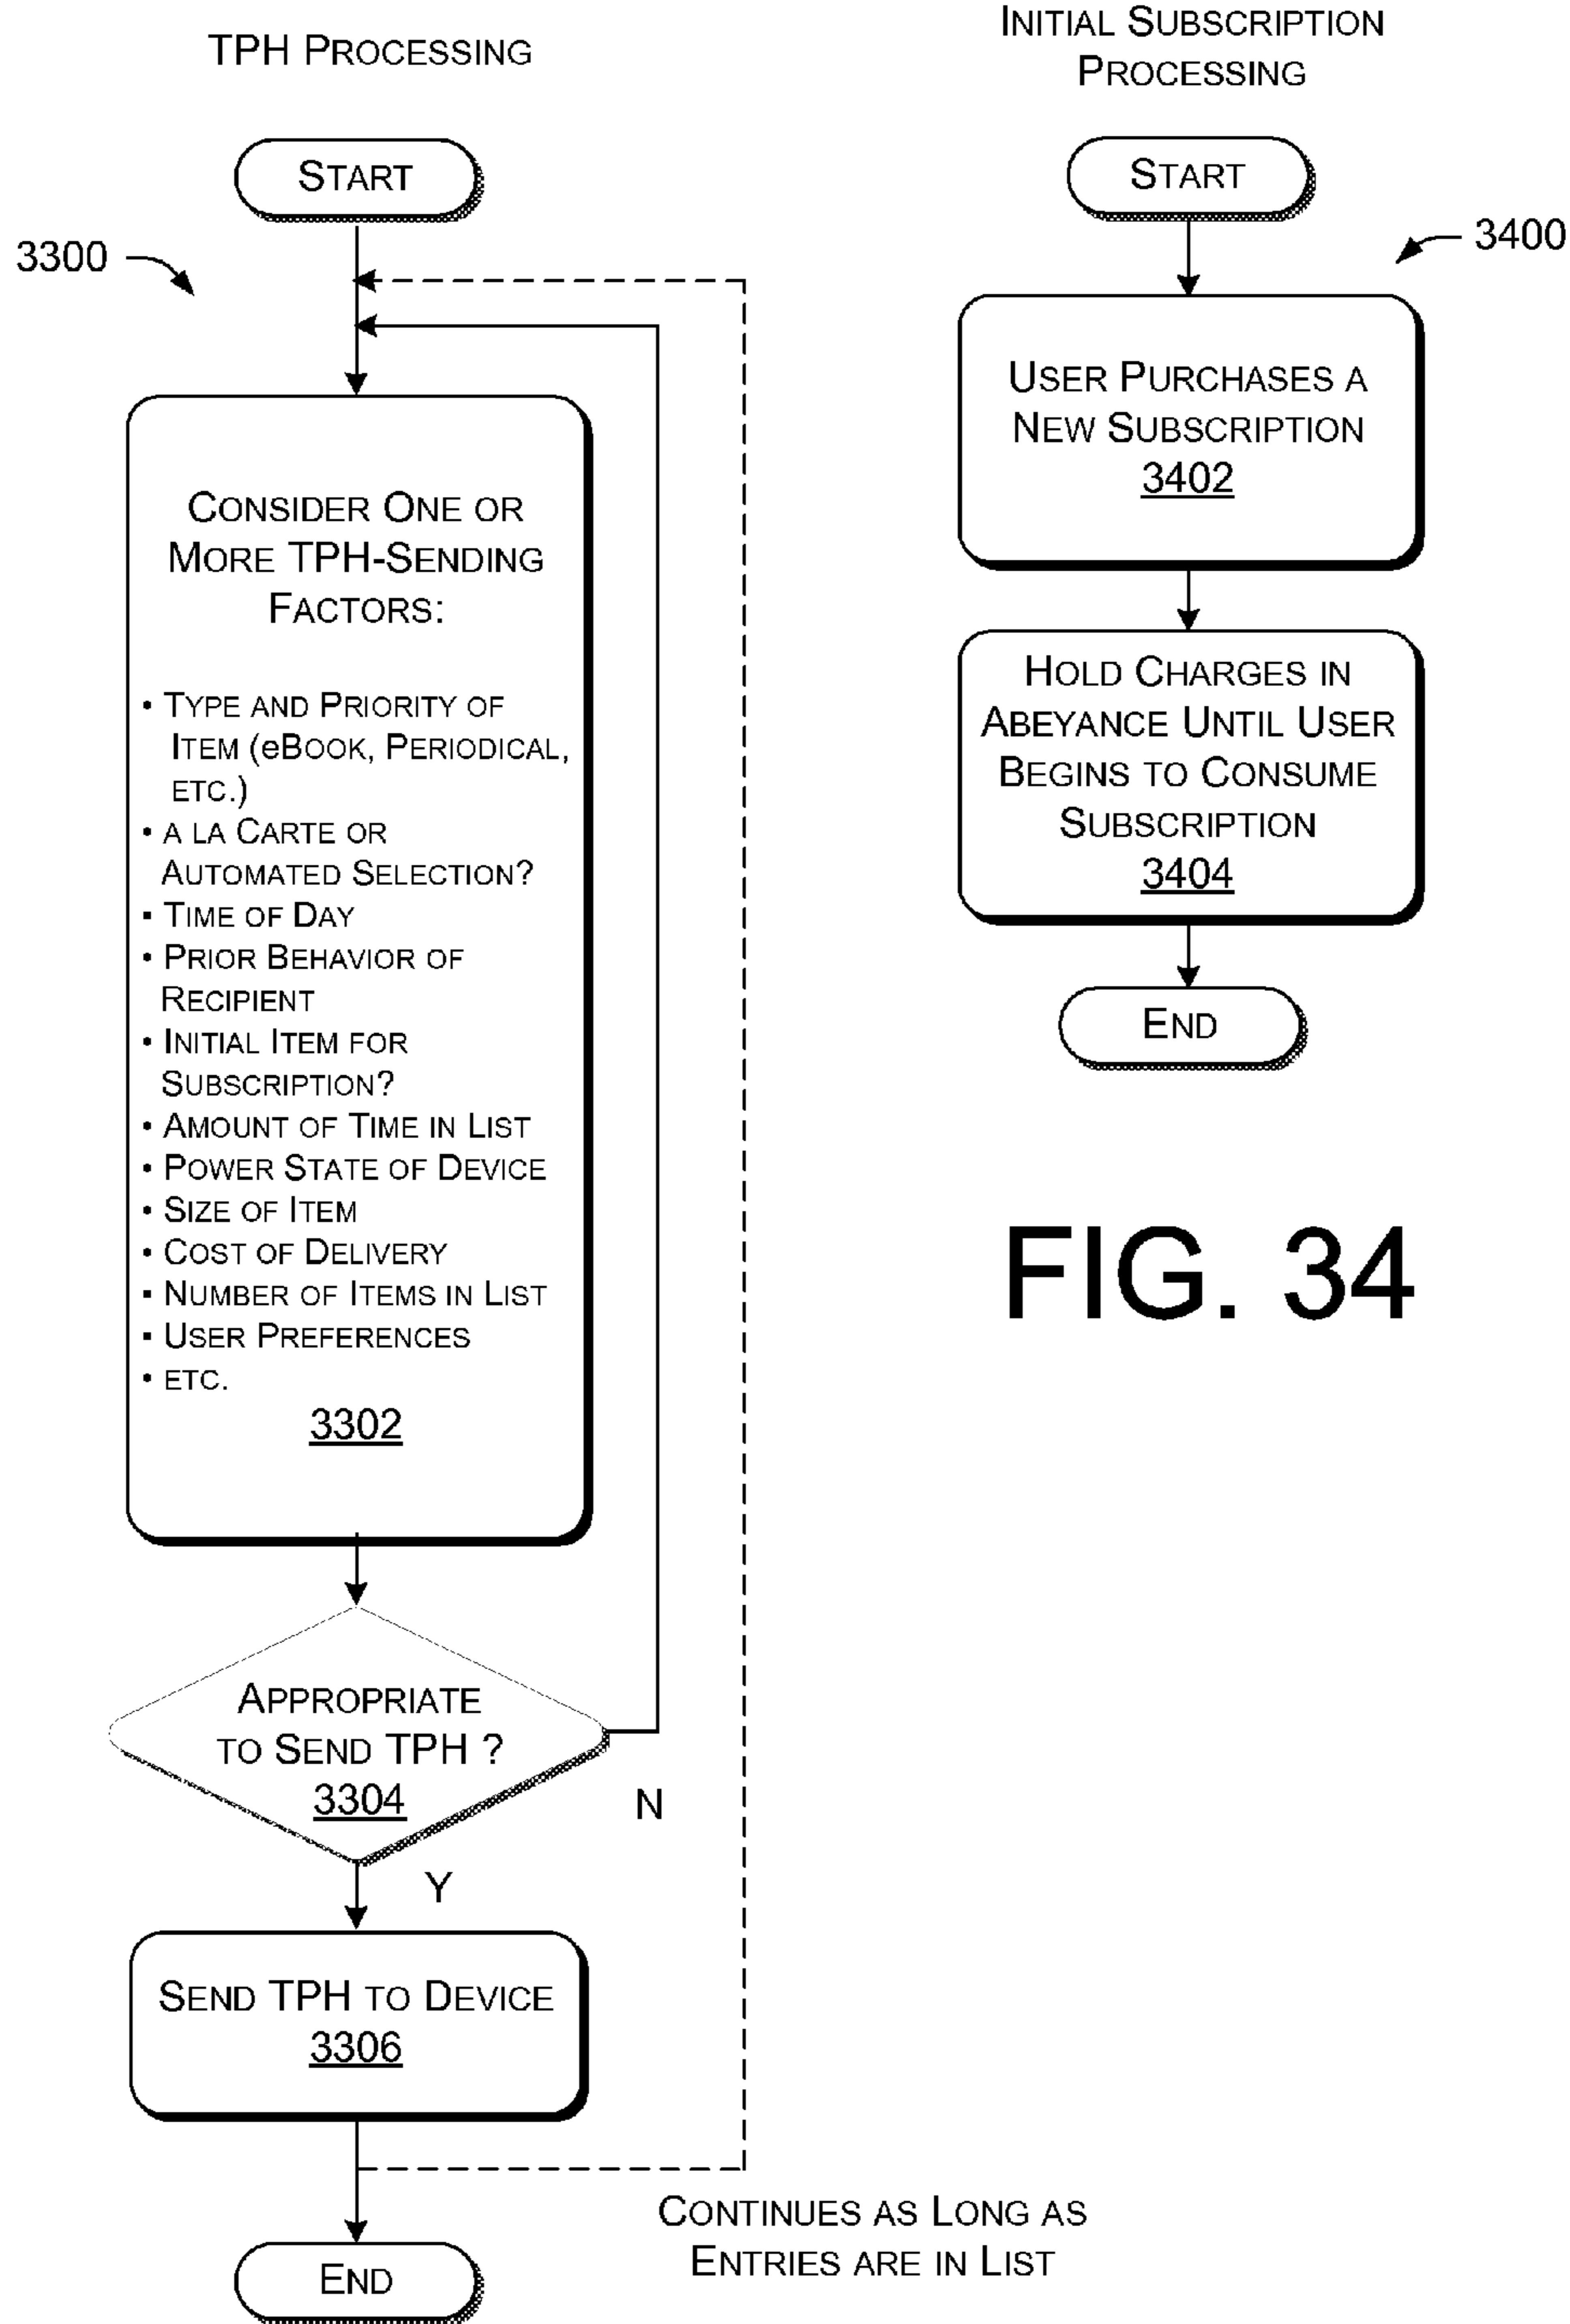 TPH PROCESSING
START
3300
CONSIDER ONE OR
MORE TPH-SENDING
FACTORS:
• TYPE AND PRIORITY OF
ITEM (eBOOK, PERIODICAL,
ETC.)
• A LA CARTE OR
AUTOMATED SELECTION?
• TIME OF DAY
• PRIOR BEHAVIOR OF
RECIPIENT
• INITIAL ITEM FOR
SUBSCRIPTION?
• AMOUNT OF TIME IN LIST
• POWER STATE OF DEVICE
• SIZE OF ITEM
• COST OF DELIVERY
• NUMBER OF ITEMS IN LIST
• USER PREFERENCES
• ETC.
3302
APPROPRIATE
TO SEND TPH ?
3304
N
Y
SEND TPH TO DEVICE
3306
CONTINUES AS LONG AS
ENTRIES ARE IN LIST
END
INITIAL SUBSCRIPTION
PROCESSING
START
3400
USER PURCHASES A
NEW SUBSCRIPTION
3402
HOLD CHARGES IN
ABEYANCE UNTIL USER
BEGINS TO CONSUME
SUBSCRIPTION
3404
END
FIG. 34